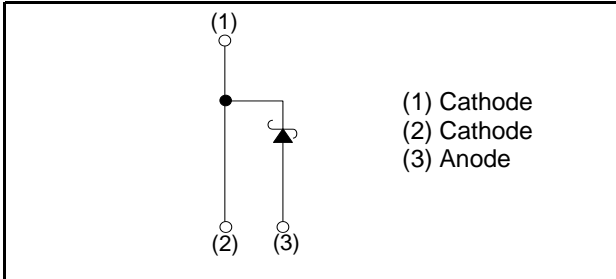 (1)
(1) Cathode
(2) Cathode
(3) Anode
(2) (3)